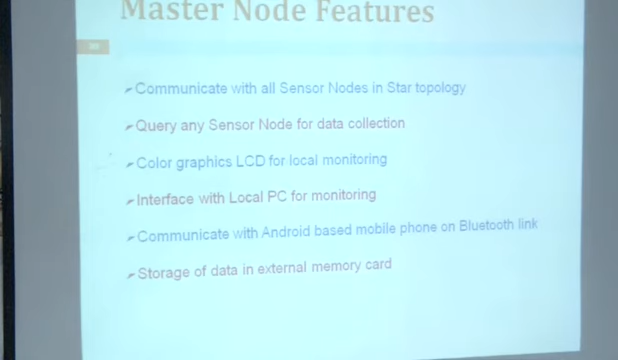 Master Node Features
➢Communicate with all Sensor Nodes in Star topology
➢Query any Sensor Node for data collection
➢Color graphics LCD for local monitoring
➢Interface with Local PC for monitoring
➢Communicate with Android based mobile phone on Bluetooth link
➢Storage of data in external memory card